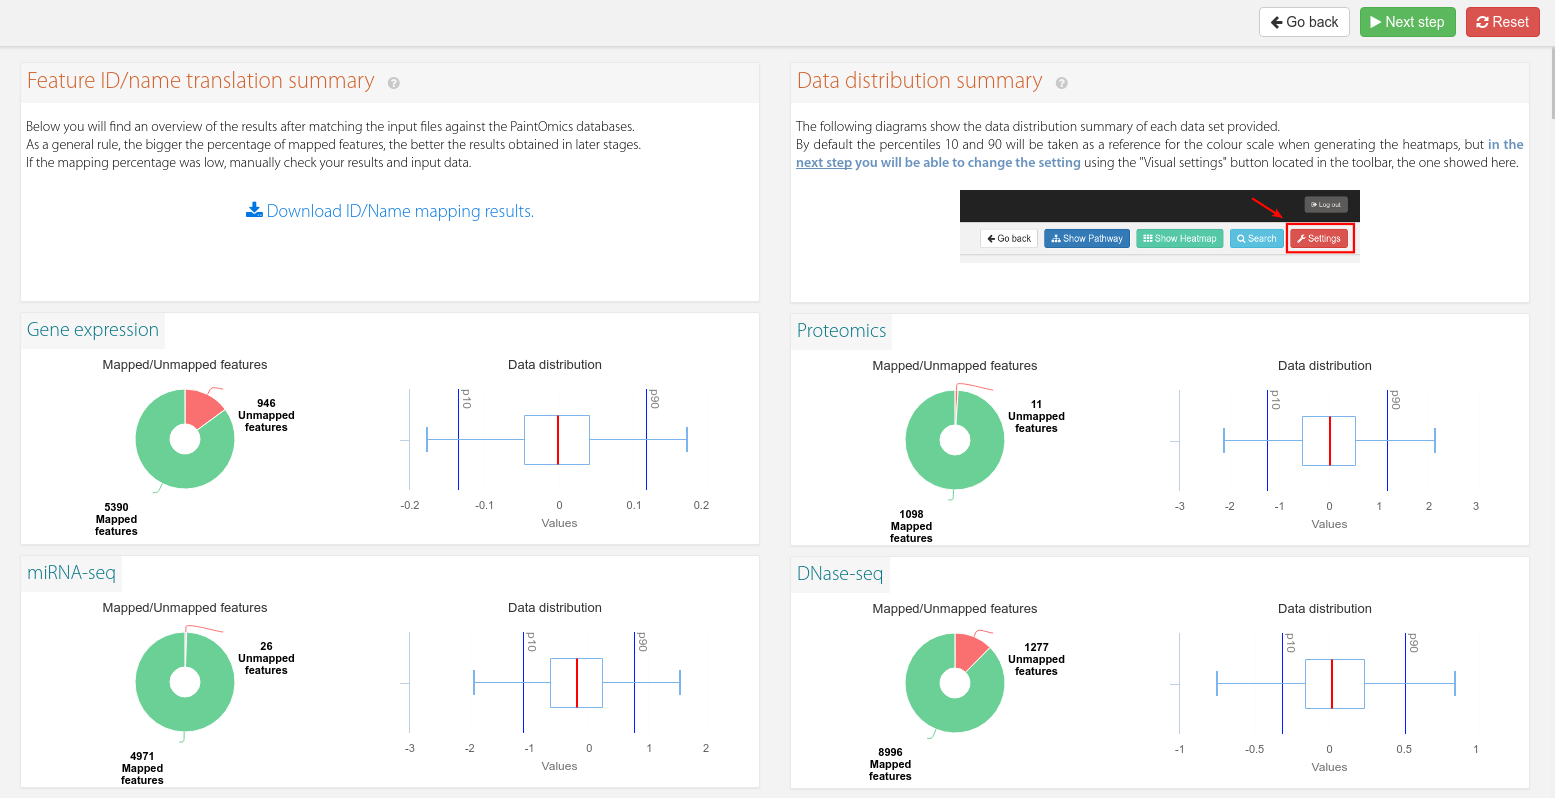 Go back
Next step
Reset
Feature ID/name translation summary ?
Below you will find an overview of the results after matching the input files against the PaintOmics databases.
As a general rule, the bigger the percentage of mapped features, the better the results obtained in later stages.
If the mapping percentage was low, manually check your results and input data.
Download ID/Name mapping results.
Data distribution summary ?
The following diagrams show the data distribution summary of each data set provided.
By default the percentiles 10 and 90 will be taken as a reference for the colour scale when generating the heatmaps, but in the
next step you will be able to change the setting using the "Visual settings" button located in the toolbar, the one showed here.
Log out
Go back
Show Pathway
Show Heatmap
Search
Settings
Gene expression
Mapped/Unmapped features
946
Unmapped
features
5390
Mapped
features
Data distribution
p10
p90
-0.2 -0.1 0 0.1 0.2
Values
Proteomics
Mapped/Unmapped features
11
Unmapped
features
1098
Mapped
features
Data distribution
p10
p90
-3 -2 -1 0 1 2 3
Values
miRNA-seq
Mapped/Unmapped features
26
Unmapped
features
4971
Mapped
features
Data distribution
p10
p90
-3 -2 -1 0 1 2
Values
DNase-seq
Mapped/Unmapped features
1277
Unmapped
features
8996
Mapped
features
Data distribution
p10
p90
-1 -0.5 0 0.5 1
Values